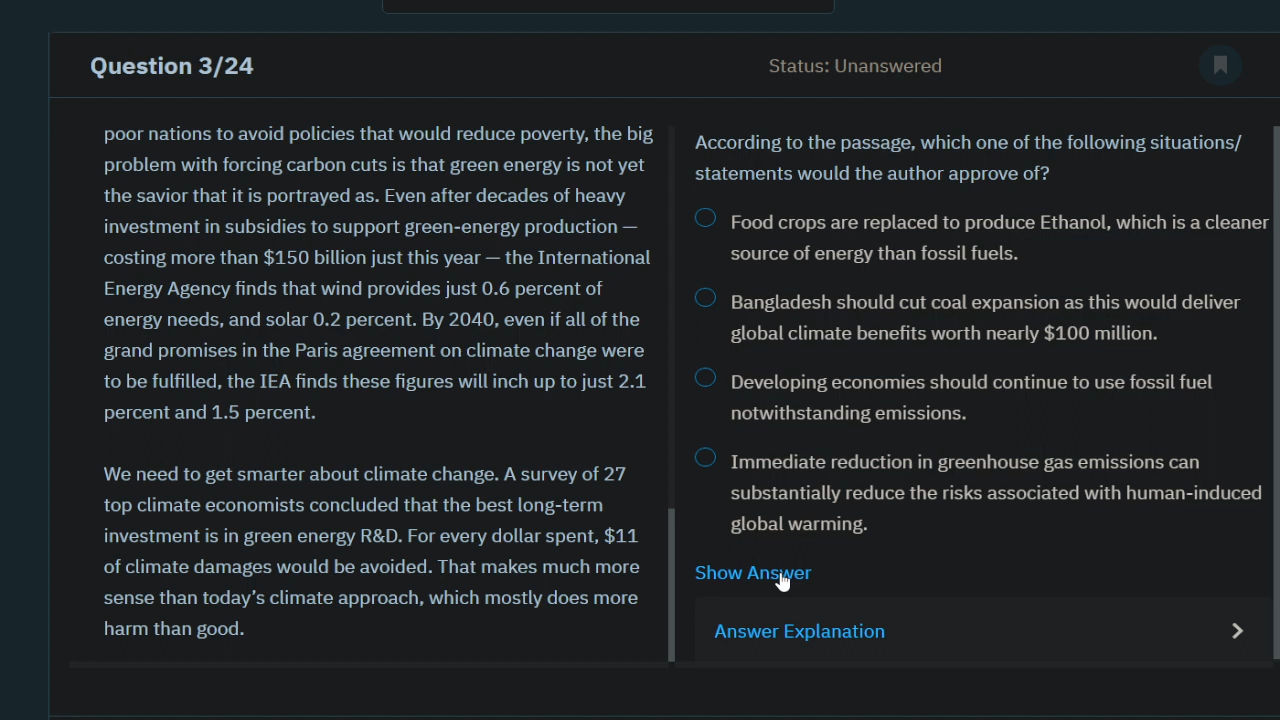 Question 3/24
Status: Unanswered
poor nations to avoid policies that would reduce poverty, the big
problem with forcing carbon cuts is that green energy is not yet
the savior that it is portrayed as. Even after decades of heavy
investment in subsidies to support green-energy production —
costing more than $150 billion just this year — the International
Energy Agency finds that wind provides just 0.6 percent of
energy needs, and solar 0.2 percent. By 2040, even if all of the
grand promises in the Paris agreement on climate change were
to be fulfilled, the IEA finds these figures will inch up to just 2.1
percent and 1.5 percent.
We need to get smarter about climate change. A survey of 27
top climate economists concluded that the best long-term
investment is in green energy R&D. For every dollar spent, $11
of climate damages would be avoided. That makes much more
sense than today’s climate approach, which mostly does more
harm than good.
According to the passage, which one of the following situations/
statements would the author approve of?
Food crops are replaced to produce Ethanol, which is a cleaner
source of energy than fossil fuels.
Bangladesh should cut coal expansion as this would deliver
global climate benefits worth nearly $100 million.
Developing economies should continue to use fossil fuel
notwithstanding emissions.
Immediate reduction in greenhouse gas emissions can
substantially reduce the risks associated with human-induced
global warming.
Show Answer
Answer Explanation